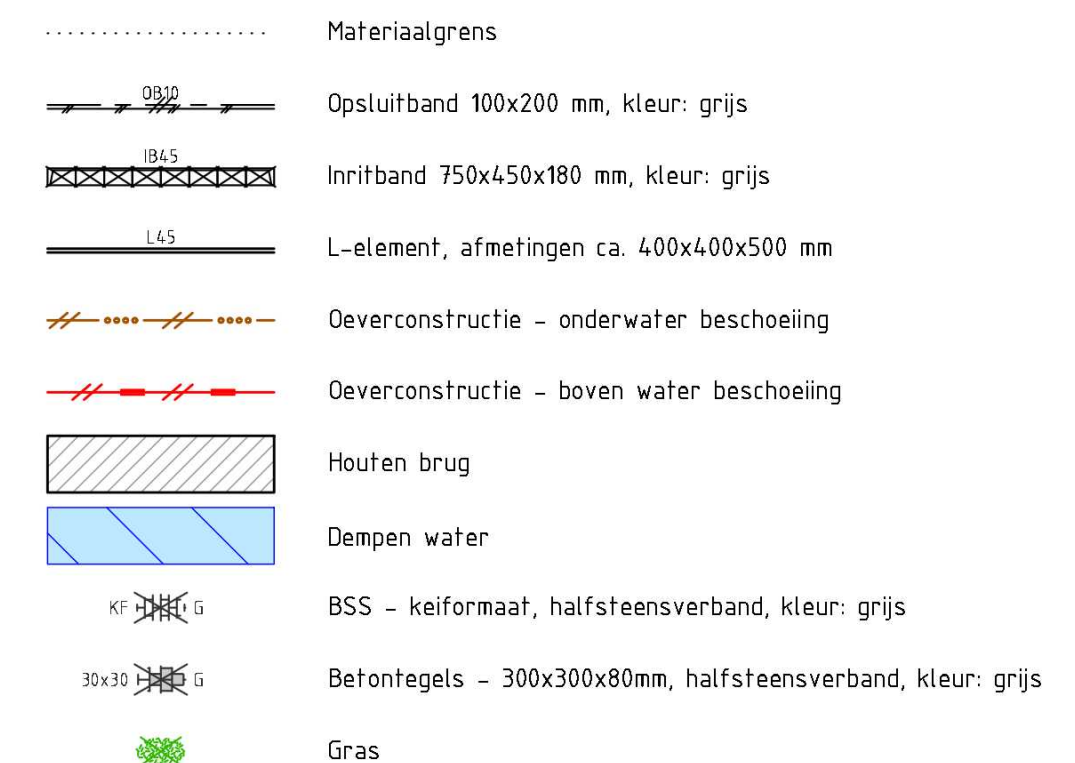 Materiaalgrens
OB10 Opsluitband 100x200 mm, kleur: grijs
IB45 Inritband 750x450x180 mm, kleur: grijs
L45 L-element, afmetingen ca. 400x400x500 mm
Oeverconstructie - onderwater beschoeiing
Oeverconstructie - boven water beschoeiing
Houten brug
Dempen water
KF G BSS - keiformaat, halfsteensverband, kleur: grijs
30x30 G Betontegels - 300x300x80mm, halfsteensverband, kleur: grijs
Gras